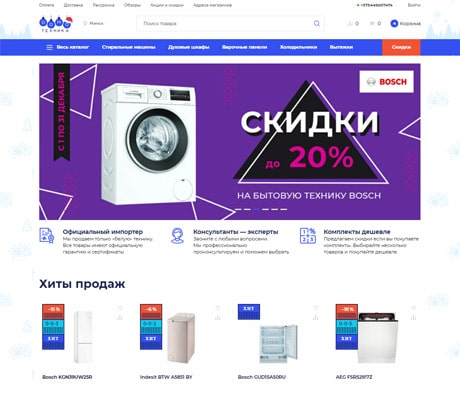 Оплата Доставка Рассрочка Обзоры Акции и скидки Адреса магазинов Войти
ТЕХНИКА
Минск
Поиск товара
0 0 Корзина
Весь каталог Стиральные машины Духовые шкафы Варочные панели Холодильники Вытяжки Скидки
С 1 ПО 31 ДЕКАБРЯ
BOSCH
СКИДКИ
до 20%
НА БЫТОВУЮ ТЕХНИКУ BOSCH
Официальный импортер
Мы продаем только «белую» технику.
Все товары имеют официальную
гарантию и сертификаты
Консультанты — эксперты
Звоните с любыми вопросами.
Мы профессионально
проконсультируем и поможем выбрать
Комплекты дешевле
Предлагаем скидки если вы покупаете
комплекты. Выбирайте несколько
товаров и покупайте дешевле.
Хиты продаж
-15% -6% -16%
0-0-3 0-0-3 0-0-3
ХИТ ХИТ ХИТ ХИТ
Bosch KGN39UW25R Indesit BTW A5851 BY Bosch GUD15A50RU AEG FSR52917Z